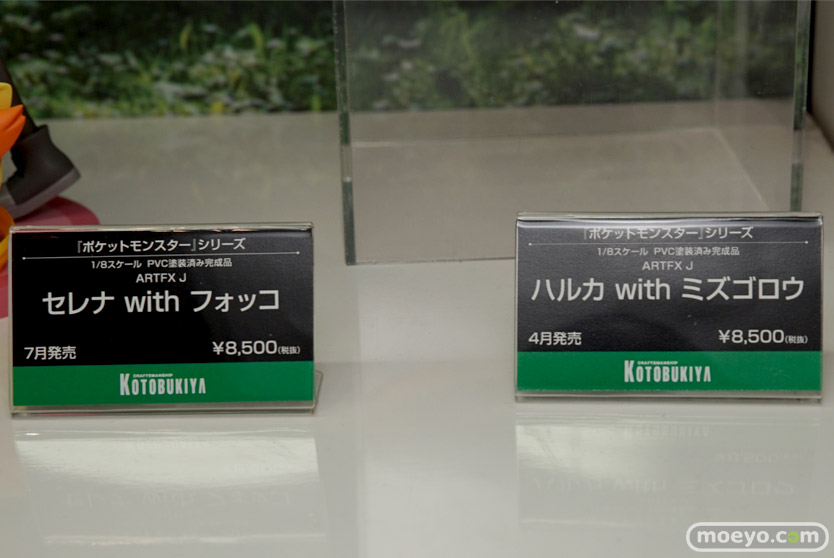 『ポケットモンスター』シリーズ
1/8スケール PVC塗装済み完成品
ARTFX J
セレナ with フォッコ
7月発売 ¥8,500(税抜)
CRAFTSMANSHIP
KOTOBUKIYA
『ポケットモンスター』シリーズ
1/8スケール PVC塗装済み完成品
ARTFX J
ハルカ with ミズゴロウ
4月発売 ¥8,500(税抜)
CRAFTSMANSHIP
KOTOBUKIYA
moeyo.com